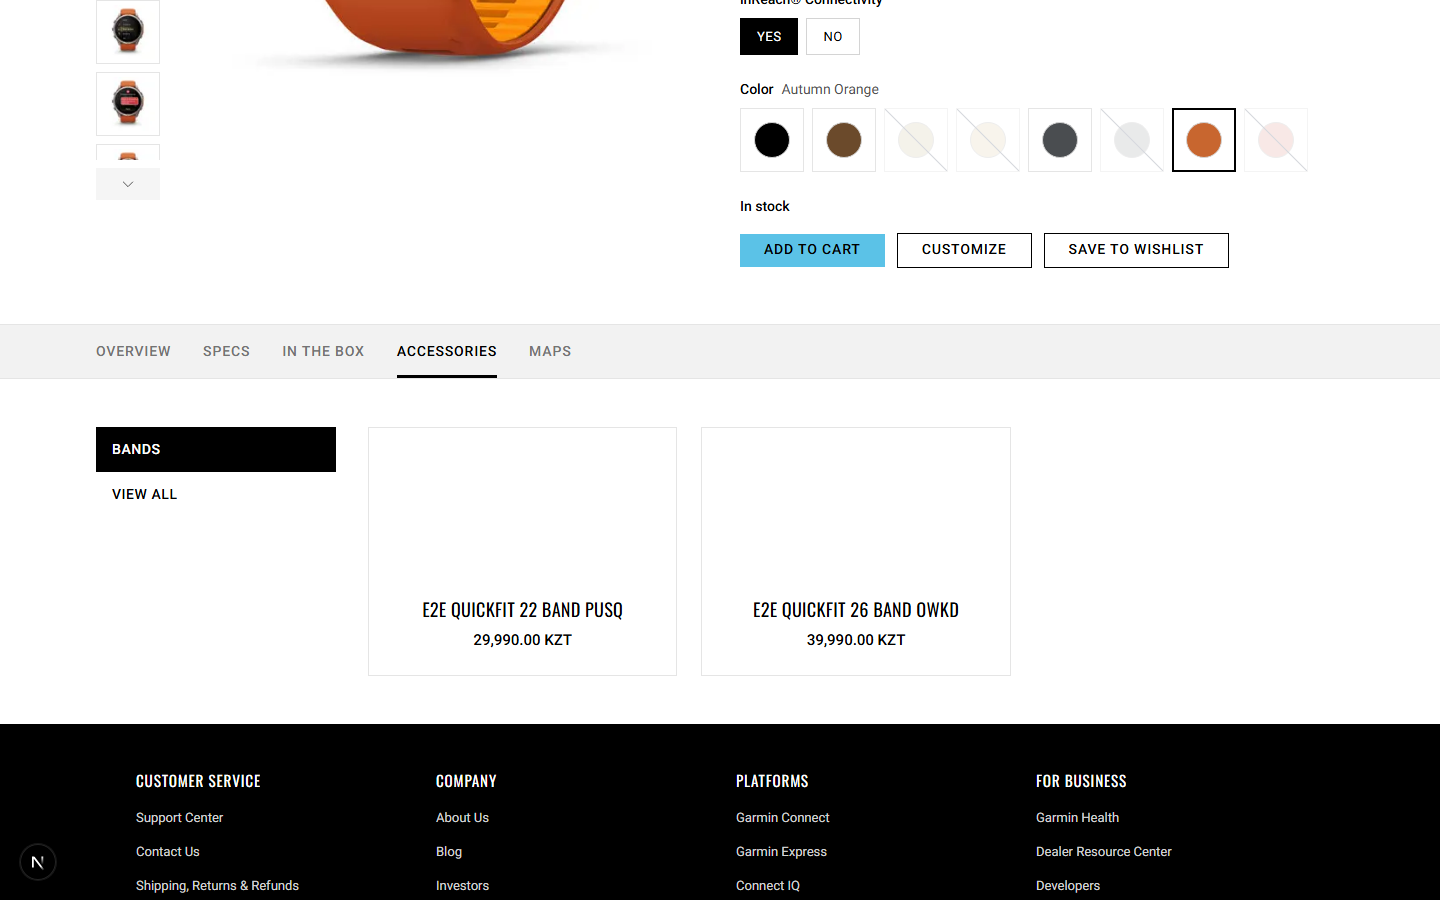 inReach® Connectivity
YES
NO
Color Autumn Orange
In stock
ADD TO CART
CUSTOMIZE
SAVE TO WISHLIST
OVERVIEW
SPECS
IN THE BOX
ACCESSORIES
MAPS
BANDS
VIEW ALL
E2E QUICKFIT 22 BAND PUSQ
29,990.00 KZT
E2E QUICKFIT 26 BAND OWKD
39,990.00 KZT
CUSTOMER SERVICE
Support Center
Contact Us
Shipping, Returns & Refunds
COMPANY
About Us
Blog
Investors
PLATFORMS
Garmin Connect
Garmin Express
Connect IQ
FOR BUSINESS
Garmin Health
Dealer Resource Center
Developers
N